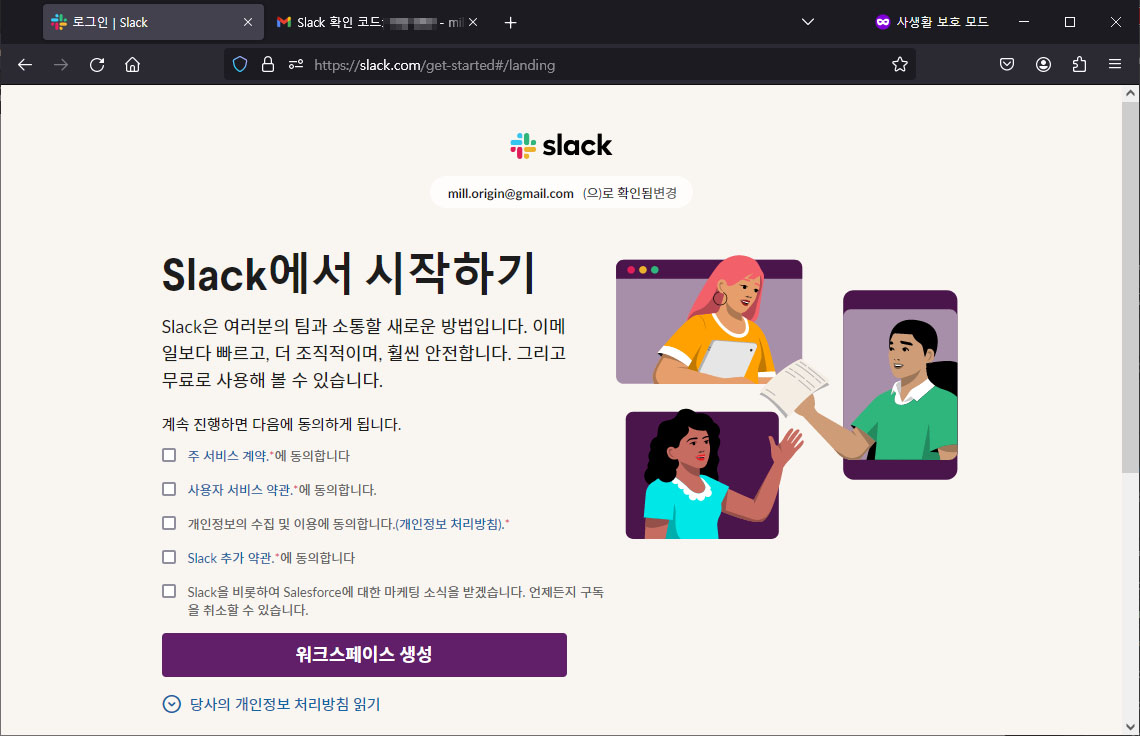 로그인 | Slack
Slack 확인 코드: - mil
사생활 보호 모드
https://slack.com/get-started#/landing
slack
mill.origin@gmail.com (으)로 확인됨변경
Slack에서 시작하기
Slack은 여러분의 팀과 소통할 새로운 방법입니다. 이메
일보다 빠르고, 더 조직적이며, 훨씬 안전합니다. 그리고
무료로 사용해 볼 수 있습니다.
계속 진행하면 다음에 동의하게 됩니다.
주 서비스 계약.*에 동의합니다
사용자 서비스 약관.*에 동의합니다.
개인정보의 수집 및 이용에 동의합니다.(개인정보 처리방침).*
Slack 추가 약관.*에 동의합니다
Slack을 비롯하여 Salesforce에 대한 마케팅 소식을 받겠습니다. 언제든지 구독
을 취소할 수 있습니다.
워크스페이스 생성
당사의 개인정보 처리방침 읽기